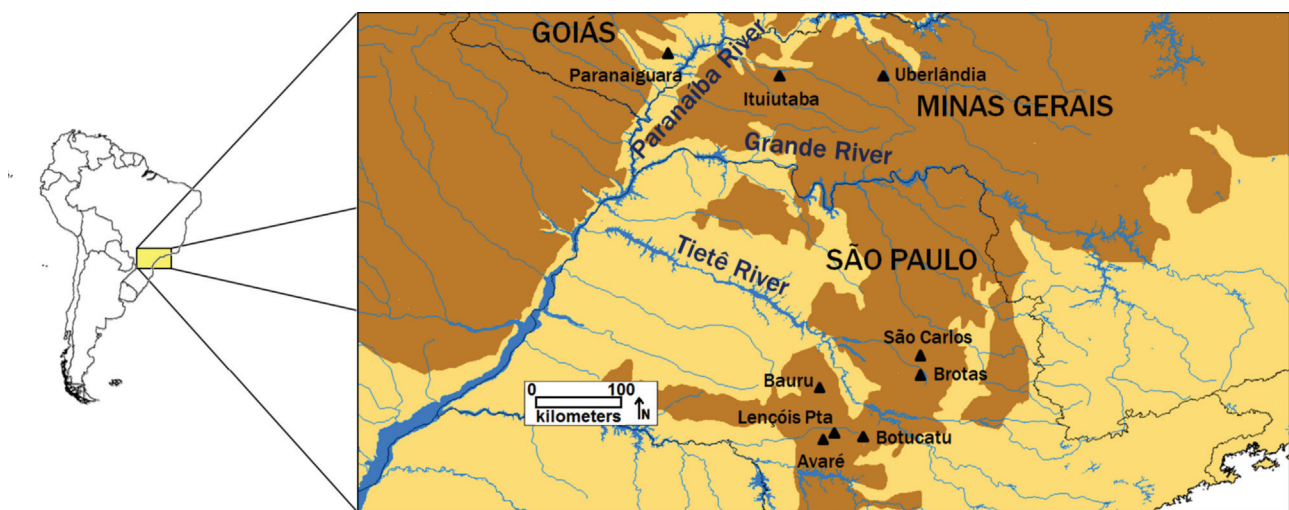 GOIÁS
Paranaiguara
Paranaíba River
Ituiutaba
Uberlândia
MINAS GERAIS
Grande River
Tietê River
SÃO PAULO
São Carlos
Brotas
Bauru
Lençóis Pta
Botucatu
Avaré
0 100
kilometers
N